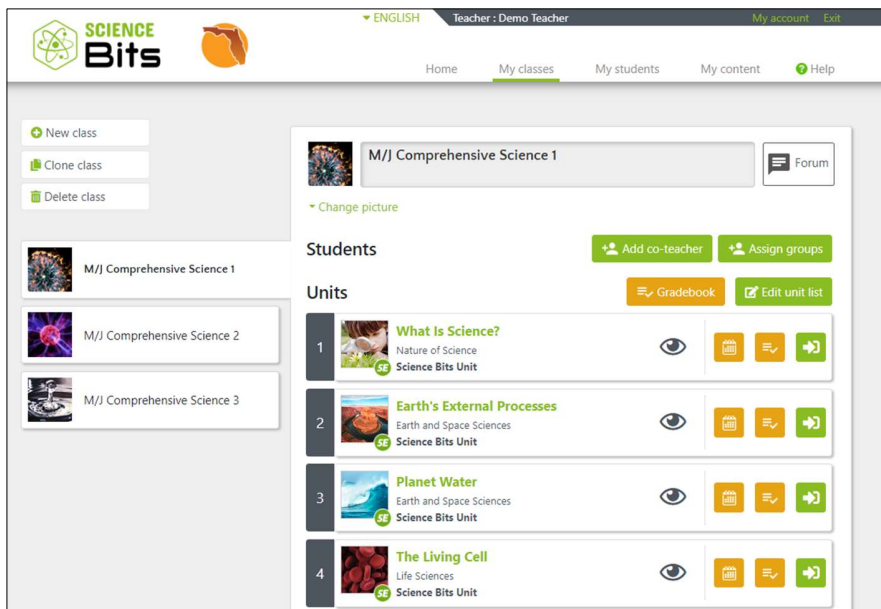 SCIENCE
Bits
ENGLISH
Teacher : Demo Teacher
My account Exit
Home My classes My students My content Help
New class
Clone class
Delete class
M/J Comprehensive Science 1
M/J Comprehensive Science 2
M/J Comprehensive Science 3
M/J Comprehensive Science 1
Forum
Change picture
Students
Add co-teacher
Assign groups
Units
Gradebook
Edit unit list
1
What Is Science?
Nature of Science
SE
Science Bits Unit
2
Earth's External Processes
Earth and Space Sciences
SE
Science Bits Unit
3
Planet Water
Earth and Space Sciences
SE
Science Bits Unit
4
The Living Cell
Life Sciences
SE
Science Bits Unit